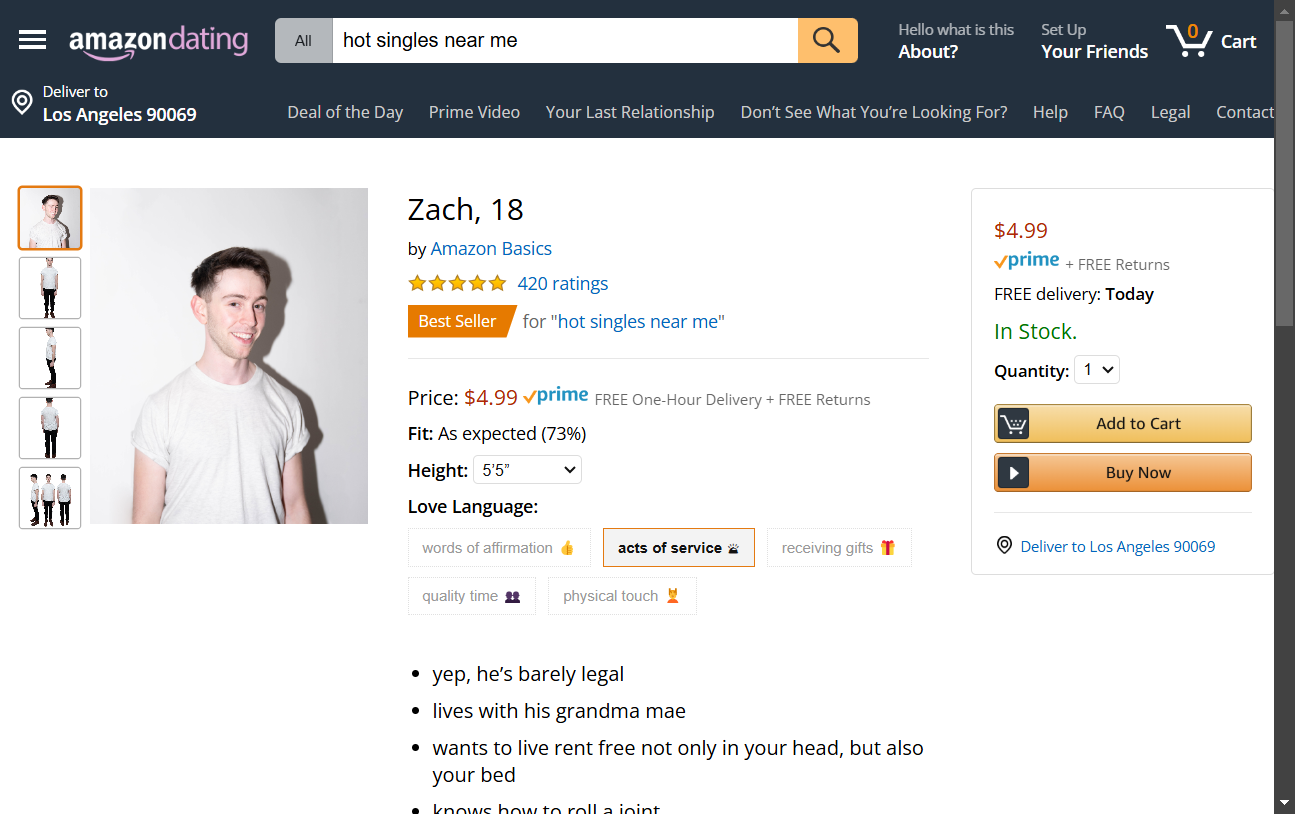 amazondating
All
hot singles near me
Hello what is this
About?
Set Up
Your Friends
0
Cart
Deliver to
Los Angeles 90069
Deal of the Day
Prime Video
Your Last Relationship
Don’t See What You’re Looking For?
Help
FAQ
Legal
Contact
Zach, 18
by Amazon Basics
420 ratings
Best Seller for "hot singles near me"
Price: $4.99 prime FREE One-Hour Delivery + FREE Returns
Fit: As expected (73%)
Height: 5’5”
Love Language:
words of affirmation 👍
acts of service
receiving gifts 🎁
quality time 👥
physical touch
yep, he’s barely legal
lives with his grandma mae
wants to live rent free not only in your head, but also
your bed
knows how to roll a joint
$4.99
prime + FREE Returns
FREE delivery: Today
In Stock.
Quantity: 1
Add to Cart
Buy Now
Deliver to Los Angeles 90069